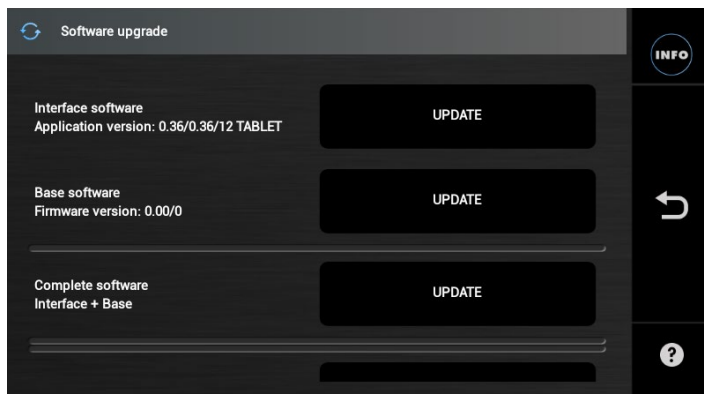 Software upgrade
INFO
Interface software
Application version: 0.36/0.36/12 TABLET
UPDATE
Base software
Firmware version: 0.00/0
UPDATE
Complete software
Interface + Base
UPDATE
?